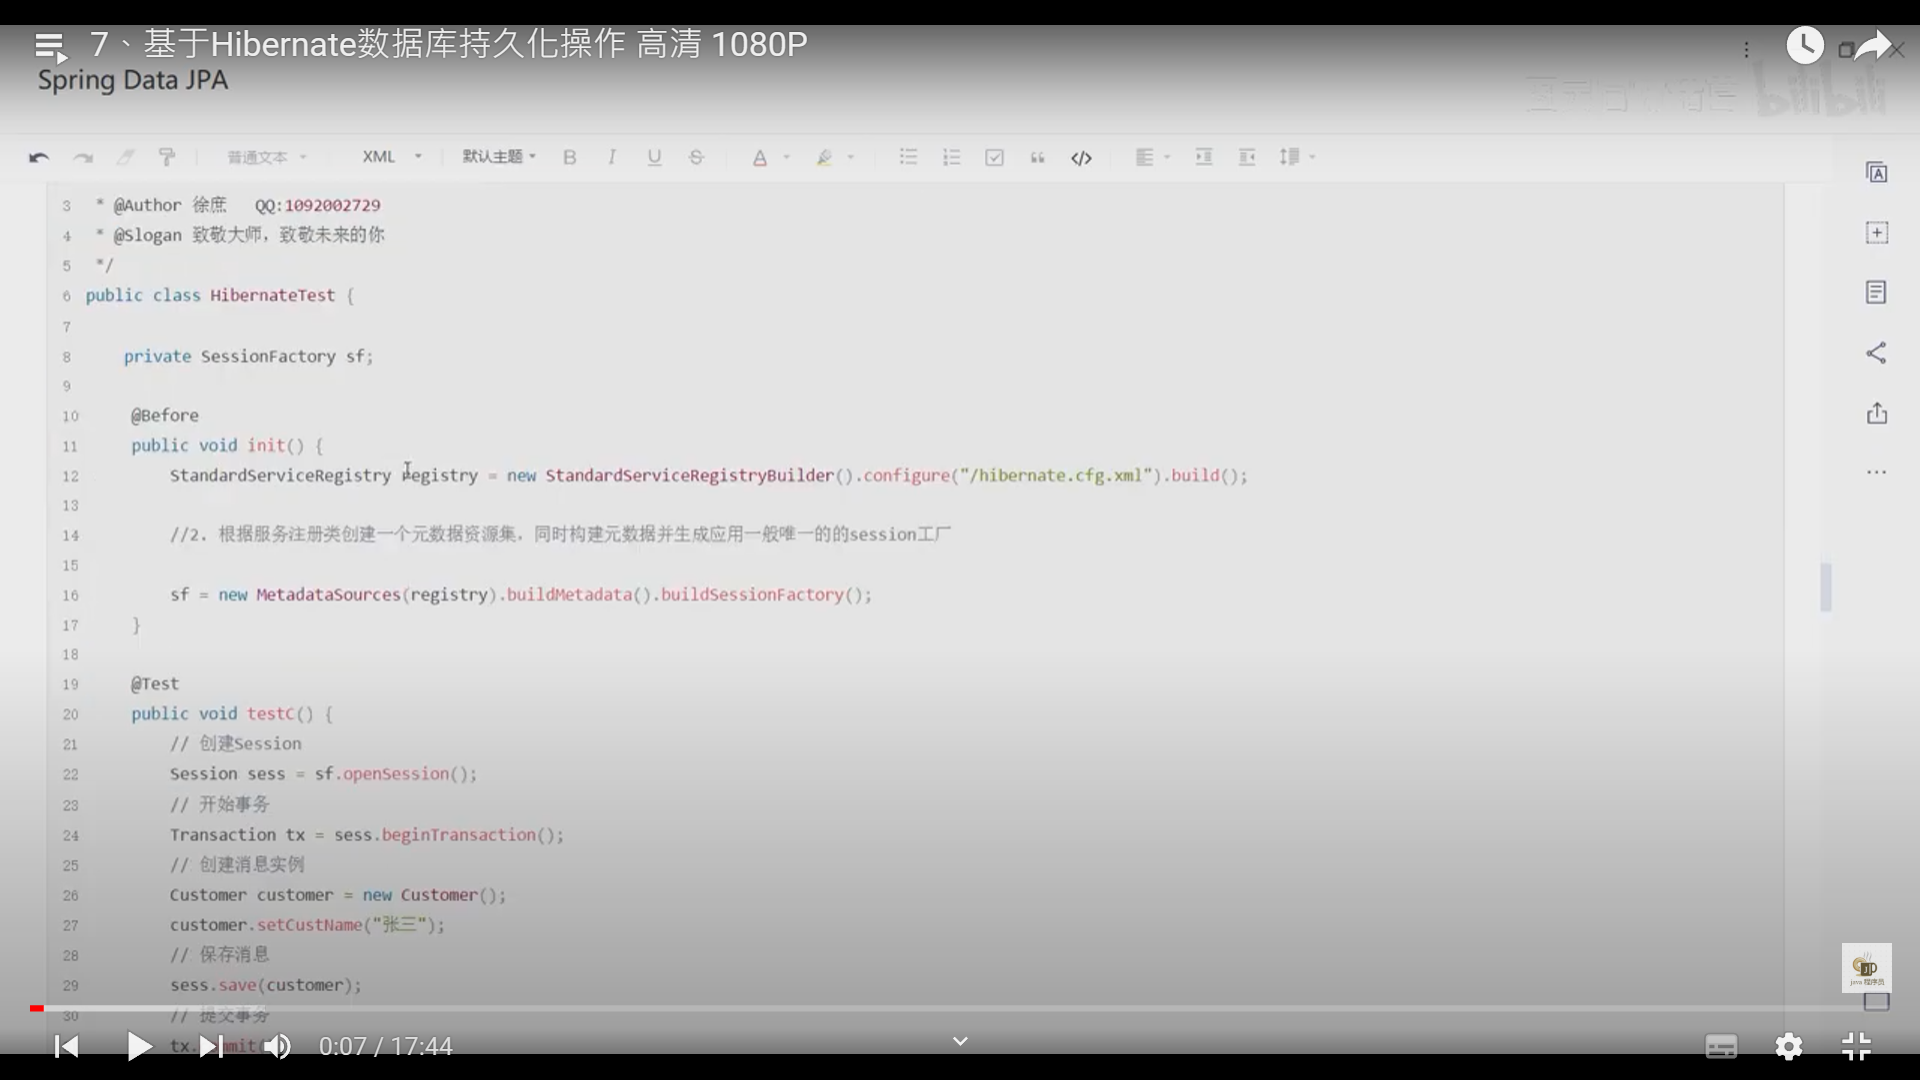 7、基于Hibernate数据库持久化操作 高清 1080P
Spring Data JPA
bilibili
普通文本 XML 默认主题 B I U S A
3 * @Author 徐庶 QQ:1092002729
4 * @Slogan 致敬大师，致敬未来的你
5 */
6 public class HibernateTest {
7
8 private SessionFactory sf;
9
10 @Before
11 public void init() {
12 StandardServiceRegistry registry = new StandardServiceRegistryBuilder().configure("/hibernate.cfg.xml").build();
13
14 //2. 根据服务注册类创建一个元数据资源集，同时构建元数据并生成应用一般唯一的的session工厂
15
16 sf = new MetadataSources(registry).buildMetadata().buildSessionFactory();
17 }
18
19 @Test
20 public void testC() {
21 // 创建Session
22 Session sess = sf.openSession();
23 // 开始事务
24 Transaction tx = sess.beginTransaction();
25 // 创建消息实例
26 Customer customer = new Customer();
27 customer.setCustName("张三");
28 // 保存消息
29 sess.save(customer);
30 // 提交事务
java 程序员
0:07 / 17:44